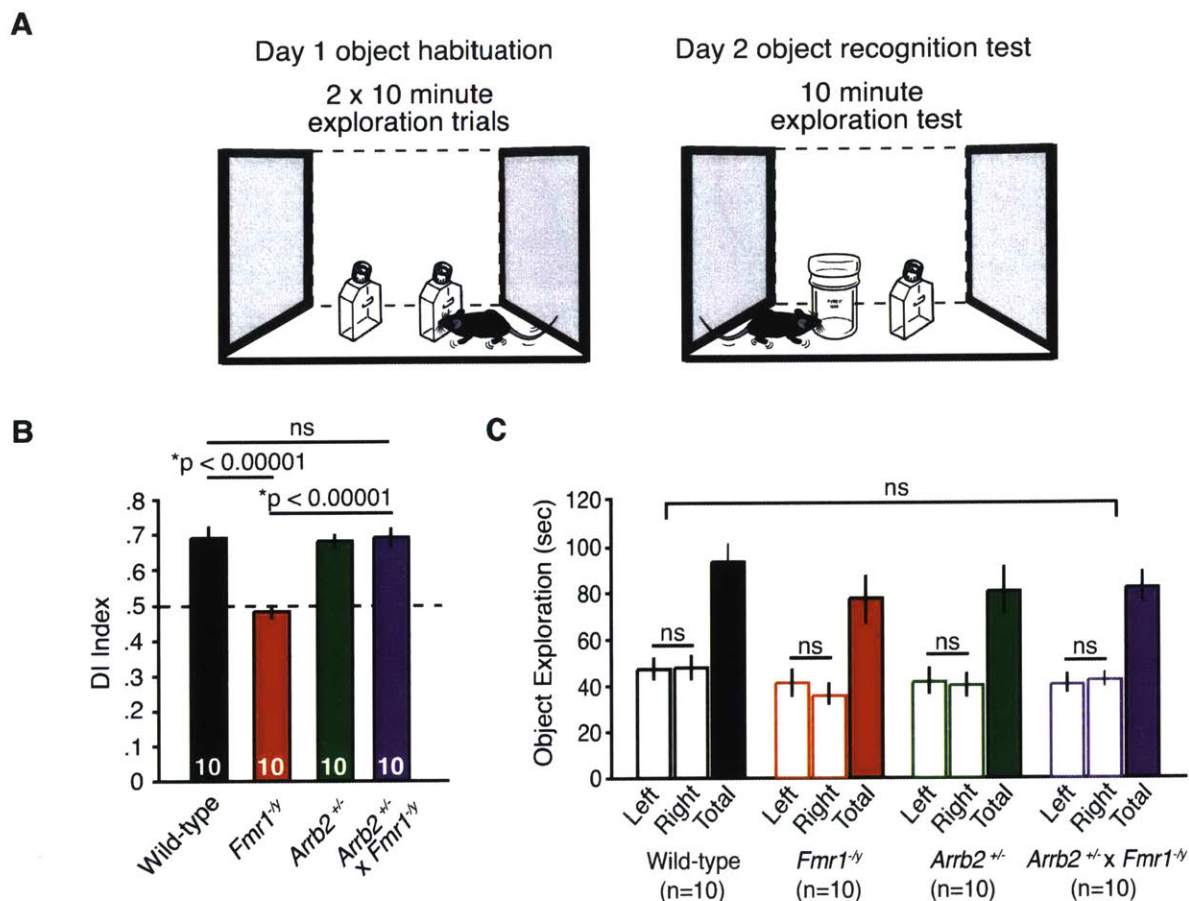 A
Day 1 object habituation
2 x 10 minute
exploration trials
Day 2 object recognition test
10 minute
exploration test
B
ns
*p < 0.00001
*p < 0.00001
DI Index
.8
.7
.6
.5
.4
.3
.2
.1
0
10
10
10
10
Wild-type
Fmr1-/y
Arrb2 +/-
Arrb2 +/-
x Fmr1-/y
C
Object Exploration (sec)
120
100
80
60
40
20
0
ns
ns
ns
ns
ns
Left
Right
Total
Left
Right
Total
Left
Right
Total
Left
Right
Total
Wild-type
(n=10)
Fmr1-/y
(n=10)
Arrb2 +/-
(n=10)
Arrb2 +/- x Fmr1-/y
(n=10)